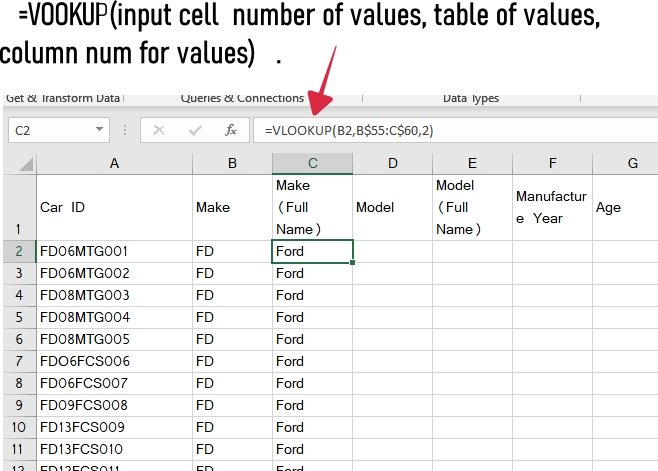 =VOOKUP(input cell number of values, table of values,
column num for values) .
Get & Transform Data Queries & Connections Data Types
C2 fx =VLOOKUP(B2,B$55:C$60,2)
A B C D E F G
1 Car ID Make Make (Full Name) Model Model (Full Name) Manufacture Year Age
2 FD06MTG001 FD Ford
3 FD06MTG002 FD Ford
4 FD08MTG003 FD Ford
5 FD08MTG004 FD Ford
6 FD08MTG005 FD Ford
7 FDO6FCS006 FD Ford
8 FD06FCS007 FD Ford
9 FD09FCS008 FD Ford
10 FD13FCS009 FD Ford
11 FD13FCS010 FD Ford
12 FD12FCS011 FD Ford